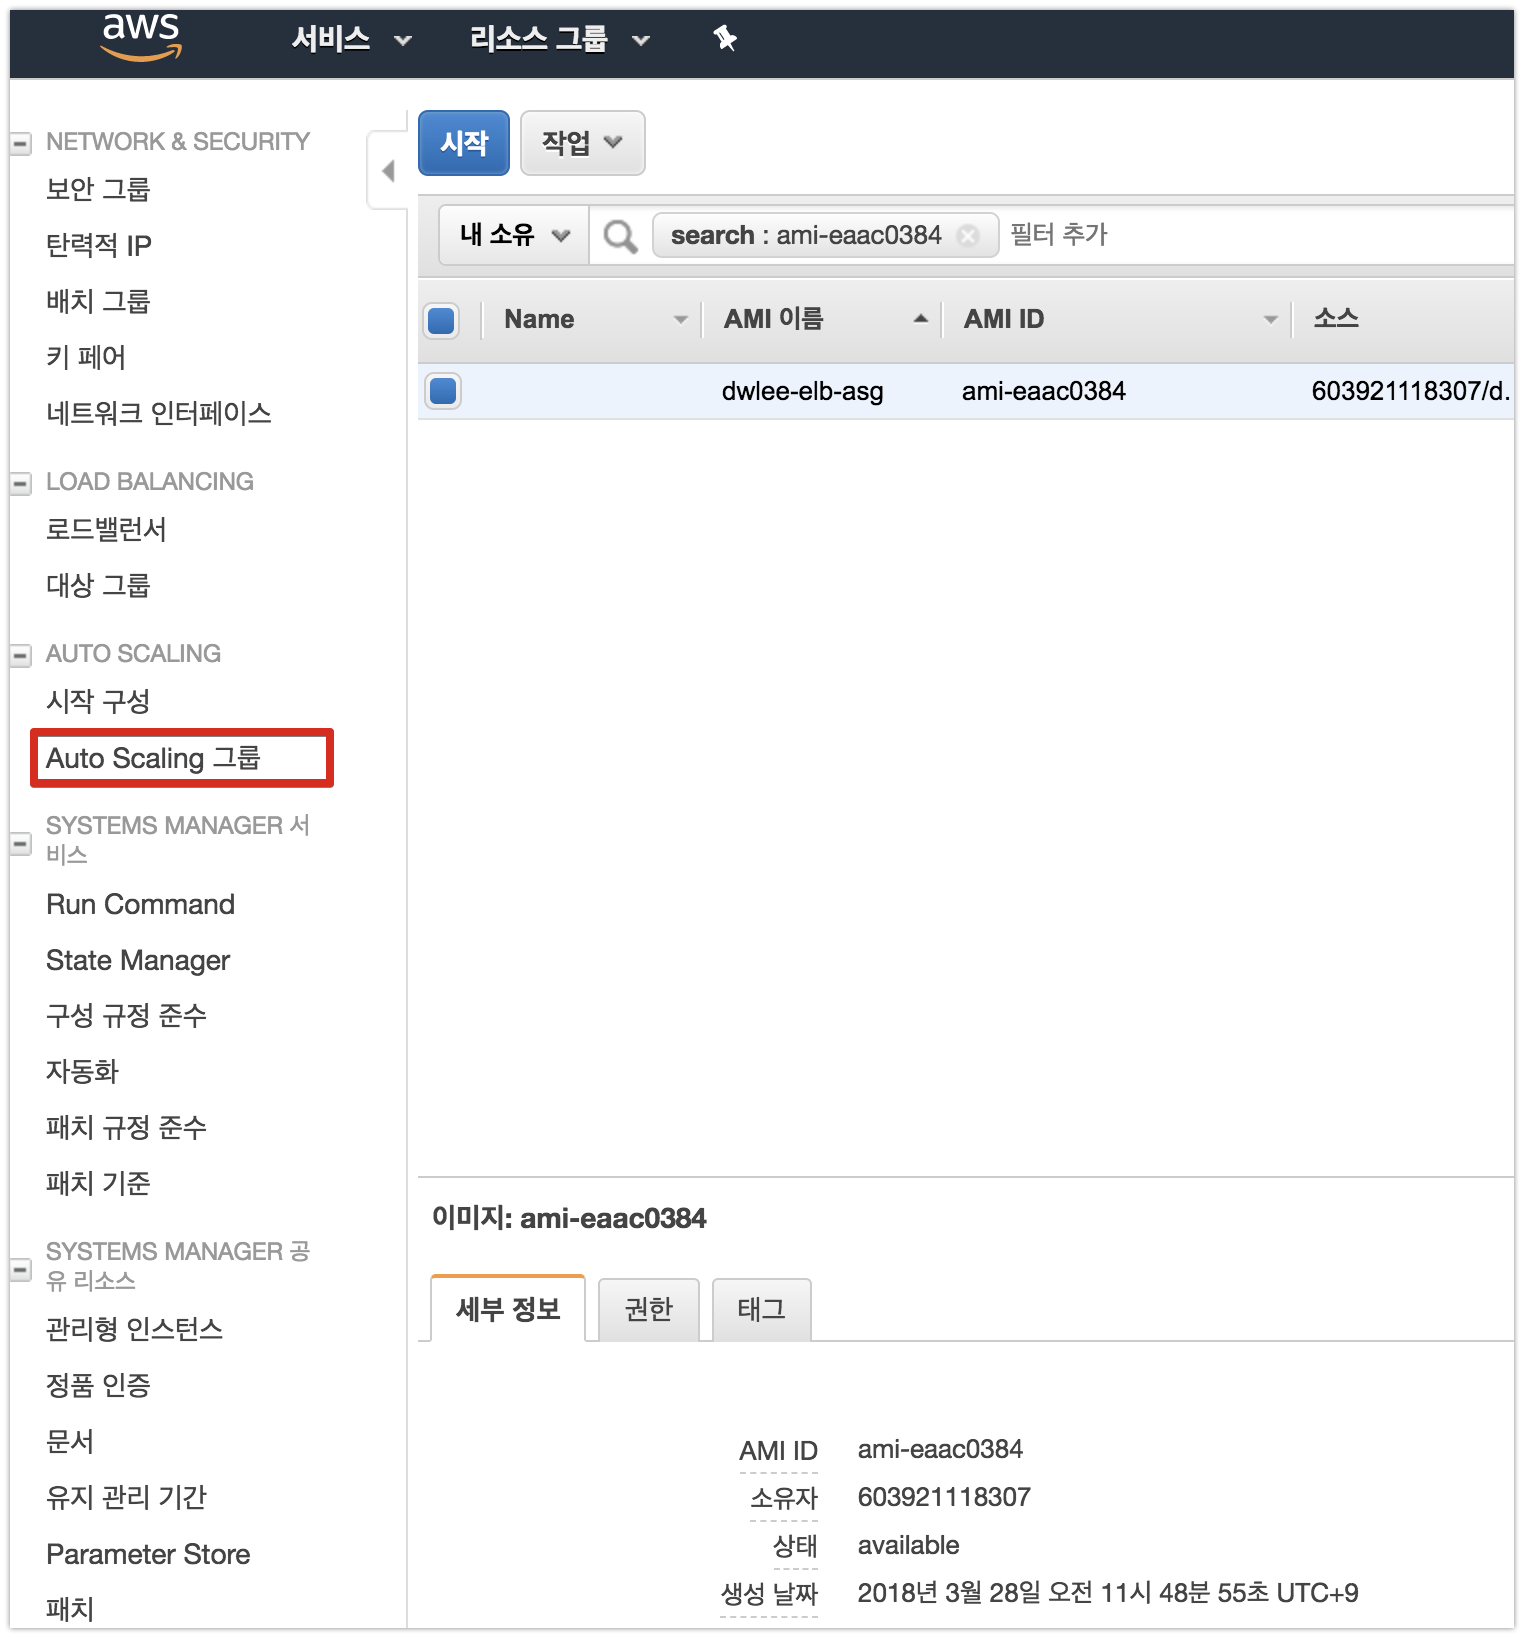 aws 서비스 리소스 그룹
NETWORK & SECURITY
보안 그룹
탄력적 IP
배치 그룹
키 페어
네트워크 인터페이스
LOAD BALANCING
로드밸런서
대상 그룹
AUTO SCALING
시작 구성
Auto Scaling 그룹
SYSTEMS MANAGER 서
비스
Run Command
State Manager
구성 규정 준수
자동화
패치 규정 준수
패치 기준
SYSTEMS MANAGER 공
유 리소스
관리형 인스턴스
정품 인증
문서
유지 관리 기간
Parameter Store
패치
시작 작업
내 소유 search : ami-eaac0384 필터 추가
Name AMI 이름 AMI ID 소스
dwlee-elb-asg ami-eaac0384 603921118307/d.
이미지: ami-eaac0384
세부 정보 권한 태그
AMI ID ami-eaac0384
소유자 603921118307
상태 available
생성 날짜 2018년 3월 28일 오전 11시 48분 55초 UTC+9